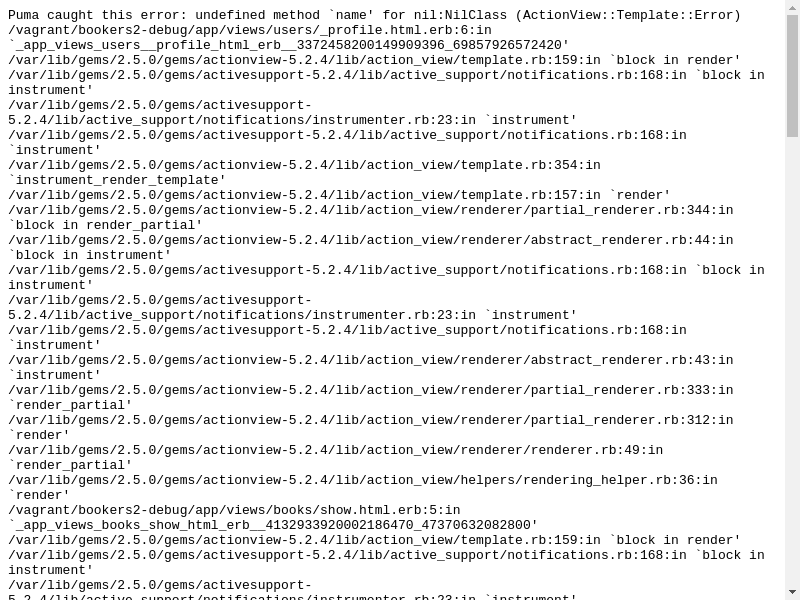 Puma caught this error: undefined method `name' for nil:NilClass (ActionView::Template::Error)
/vagrant/bookers2-debug/app/views/users/_profile.html.erb:6:in
`_app_views_users__profile_html_erb__3372458200149909396_69857926572420'
/var/lib/gems/2.5.0/gems/actionview-5.2.4/lib/action_view/template.rb:159:in `block in render'
/var/lib/gems/2.5.0/gems/activesupport-5.2.4/lib/active_support/notifications.rb:168:in `block in
instrument'
/var/lib/gems/2.5.0/gems/activesupport-
5.2.4/lib/active_support/notifications/instrumenter.rb:23:in `instrument'
/var/lib/gems/2.5.0/gems/activesupport-5.2.4/lib/active_support/notifications.rb:168:in
`instrument'
/var/lib/gems/2.5.0/gems/actionview-5.2.4/lib/action_view/template.rb:354:in
`instrument_render_template'
/var/lib/gems/2.5.0/gems/actionview-5.2.4/lib/action_view/template.rb:157:in `render'
/var/lib/gems/2.5.0/gems/actionview-5.2.4/lib/action_view/renderer/partial_renderer.rb:344:in
`block in render_partial'
/var/lib/gems/2.5.0/gems/actionview-5.2.4/lib/action_view/renderer/abstract_renderer.rb:44:in
`block in instrument'
/var/lib/gems/2.5.0/gems/activesupport-5.2.4/lib/active_support/notifications.rb:168:in `block in
instrument'
/var/lib/gems/2.5.0/gems/activesupport-
5.2.4/lib/active_support/notifications/instrumenter.rb:23:in `instrument'
/var/lib/gems/2.5.0/gems/activesupport-5.2.4/lib/active_support/notifications.rb:168:in
`instrument'
/var/lib/gems/2.5.0/gems/actionview-5.2.4/lib/action_view/renderer/abstract_renderer.rb:43:in
`instrument'
/var/lib/gems/2.5.0/gems/actionview-5.2.4/lib/action_view/renderer/partial_renderer.rb:333:in
`render_partial'
/var/lib/gems/2.5.0/gems/actionview-5.2.4/lib/action_view/renderer/partial_renderer.rb:312:in
`render'
/var/lib/gems/2.5.0/gems/actionview-5.2.4/lib/action_view/renderer/renderer.rb:49:in
`render_partial'
/var/lib/gems/2.5.0/gems/actionview-5.2.4/lib/action_view/helpers/rendering_helper.rb:36:in
`render'
/vagrant/bookers2-debug/app/views/books/show.html.erb:5:in
`_app_views_books_show_html_erb__4132933920002186470_47370632082800'
/var/lib/gems/2.5.0/gems/actionview-5.2.4/lib/action_view/template.rb:159:in `block in render'
/var/lib/gems/2.5.0/gems/activesupport-5.2.4/lib/active_support/notifications.rb:168:in `block in
instrument'
/var/lib/gems/2.5.0/gems/activesupport-
5.2.4/lib/active_support/notifications/instrumenter.rb:23:in `instrument'